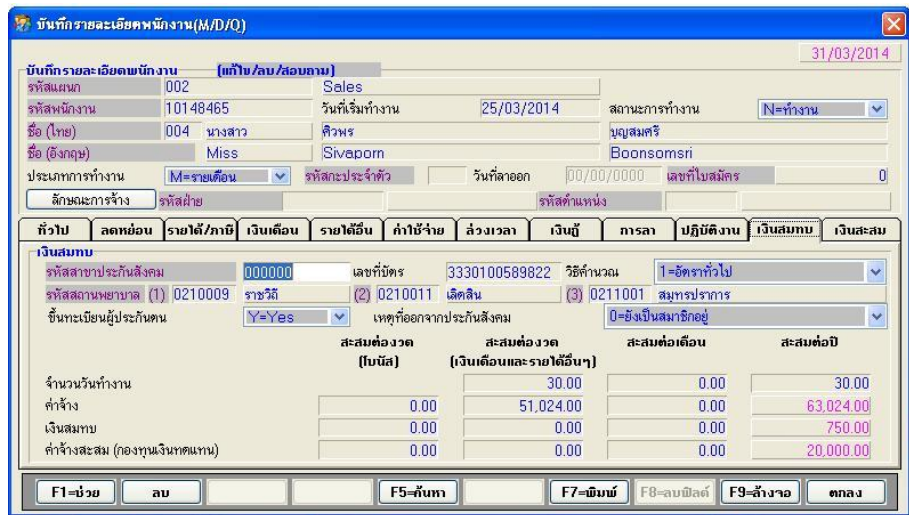 บันทึกรายละเอียดพนักงาน(M/D/Q)
31/03/2014
บันทึกรายละเอียดพนักงาน (แก้ไข/ลบ/สอบถาม)
รหัสแผนก 002 Sales
รหัสพนักงาน 10148465 วันที่เริ่มทำงาน 25/03/2014 สถานะการทำงาน N=ทำงาน
ชื่อ (ไทย) 004 นางสาว ศิวพร บุญสมศรี
ชื่อ (อังกฤษ) Miss Sivaporn Boonsomsri
ประเภทการทำงาน M=รายเดือน รหัสกะประจำตัว วันที่ลาออก 00/00/0000 เลขที่ใบสมัคร 0
ลักษณะการจ้าง รหัสฝ่าย รหัสตำแหน่ง
ทั่วไป ลดหย่อน รายได้/ภาษี เงินเดือน รายได้อื่น ค่าใช้จ่าย ล่วงเวลา เงินกู้ การลา ปฏิบัติงาน เงินสมทบ เงินสะสม
เงินสมทบ
รหัสสาขาประกันสังคม 000000 เลขที่บัตร 3330100589822 วิธีคำนวณ 1=อัตราทั่วไป
รหัสสถานพยาบาล (1) 0210009 ราชวิถี (2) 0210011 เลิดสิน (3) 0211001 สมุทรปราการ
ขึ้นทะเบียนผู้ประกันตน Y=Yes เหตุที่ออกจากประกันสังคม 0=ยังเป็นสมาชิกอยู่
สะสมต่องวด สะสมต่องวด สะสมต่อเดือน สะสมต่อปี
(โบนัส) (เงินเดือนและรายได้อื่นๆ)
จำนวนวันทำงาน 30.00 0.00 30.00
ค่าจ้าง 0.00 51,024.00 0.00 63,024.00
เงินสมทบ 0.00 0.00 0.00 750.00
ค่าจ้างสะสม (กองทุนเงินทดแทน) 0.00 0.00 0.00 20,000.00
F1=ช่วย ลบ F5=ค้นหา F7=พิมพ์ F8=ลบฟิลด์ F9=ล้างจอ ตกลง